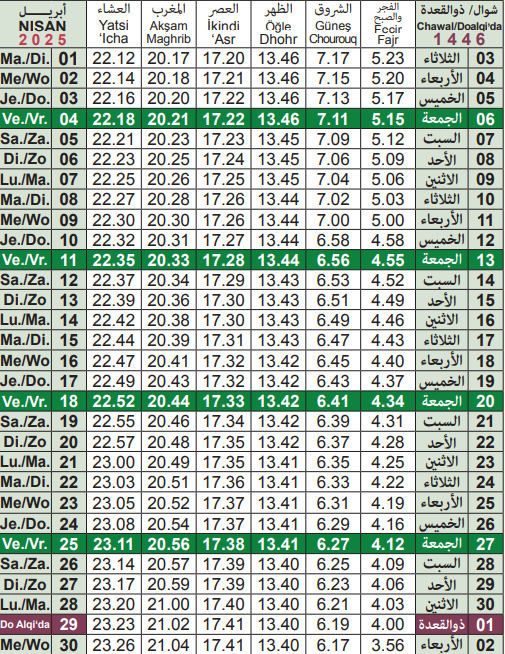 أبريل العشاء المغرب العصر الظهر الشروق الفجر والصبح شوال/ ذوالقعدة
NISAN Yatsi Akşam İkindi Öğle Güneş Fecir Chawal/Doalqi'da
2025 'Icha Maghrib 'Asr Dhohr Chourouq Fajr 1446
Ma./Di. 01 22.12 20.17 17.20 13.46 7.17 5.23 الثلاثاء 03
Me/Wo 02 22.14 20.18 17.21 13.46 7.15 5.20 الأربعاء 04
Je./Do. 03 22.16 20.20 17.22 13.46 7.13 5.17 الخميس 05
Ve./Vr. 04 22.18 20.21 17.22 13.46 7.11 5.15 الجمعة 06
Sa./Za. 05 22.21 20.23 17.23 13.45 7.09 5.12 السبت 07
Di./Zo 06 22.23 20.25 17.24 13.45 7.06 5.09 الأحد 08
Lu./Ma. 07 22.25 20.26 17.25 13.45 7.04 5.06 الاثنين 09
Ma./Di. 08 22.27 20.28 17.26 13.44 7.02 5.03 الثلاثاء 10
Me/Wo 09 22.30 20.30 17.26 13.44 7.00 5.00 الأربعاء 11
Je./Do. 10 22.32 20.31 17.27 13.44 6.58 4.58 الخميس 12
Ve./Vr. 11 22.35 20.33 17.28 13.44 6.56 4.55 الجمعة 13
Sa./Za. 12 22.37 20.34 17.29 13.43 6.53 4.52 السبت 14
Di./Zo 13 22.39 20.36 17.30 13.43 6.51 4.49 الأحد 15
Lu./Ma. 14 22.42 20.38 17.30 13.43 6.49 4.46 الاثنين 16
Ma./Di. 15 22.44 20.39 17.31 13.43 6.47 4.43 الثلاثاء 17
Me/Wo 16 22.47 20.41 17.32 13.42 6.45 4.40 الأربعاء 18
Je./Do. 17 22.49 20.43 17.32 13.42 6.43 4.37 الخميس 19
Ve./Vr. 18 22.52 20.44 17.33 13.42 6.41 4.34 الجمعة 20
Sa./Za. 19 22.55 20.46 17.34 13.42 6.39 4.31 السبت 21
Di./Zo 20 22.57 20.48 17.35 13.42 6.37 4.28 الأحد 22
Lu./Ma. 21 23.00 20.49 17.35 13.41 6.35 4.25 الاثنين 23
Ma./Di. 22 23.03 20.51 17.36 13.41 6.33 4.22 الثلاثاء 24
Me/Wo 23 23.05 20.52 17.37 13.41 6.31 4.19 الأربعاء 25
Je./Do. 24 23.08 20.54 17.37 13.41 6.29 4.16 الخميس 26
Ve./Vr. 25 23.11 20.56 17.38 13.41 6.27 4.12 الجمعة 27
Sa./Za. 26 23.14 20.57 17.39 13.40 6.25 4.09 السبت 28
Di./Zo 27 23.17 20.59 17.39 13.40 6.23 4.06 الأحد 29
Lu./Ma. 28 23.20 21.00 17.40 13.40 6.21 4.03 الاثنين 30
Do Alqi'da 29 23.23 21.02 17.41 13.40 6.19 4.00 ذوالقعدة 01
Me/Wo 30 23.26 21.04 17.41 13.40 6.17 3.56 الأربعاء 02